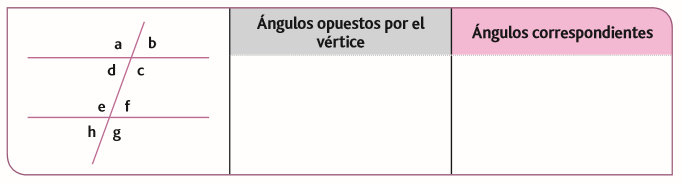 Ángulos opuestos por el
vértice
Ángulos correspondientes
a b
d c
e f
h g